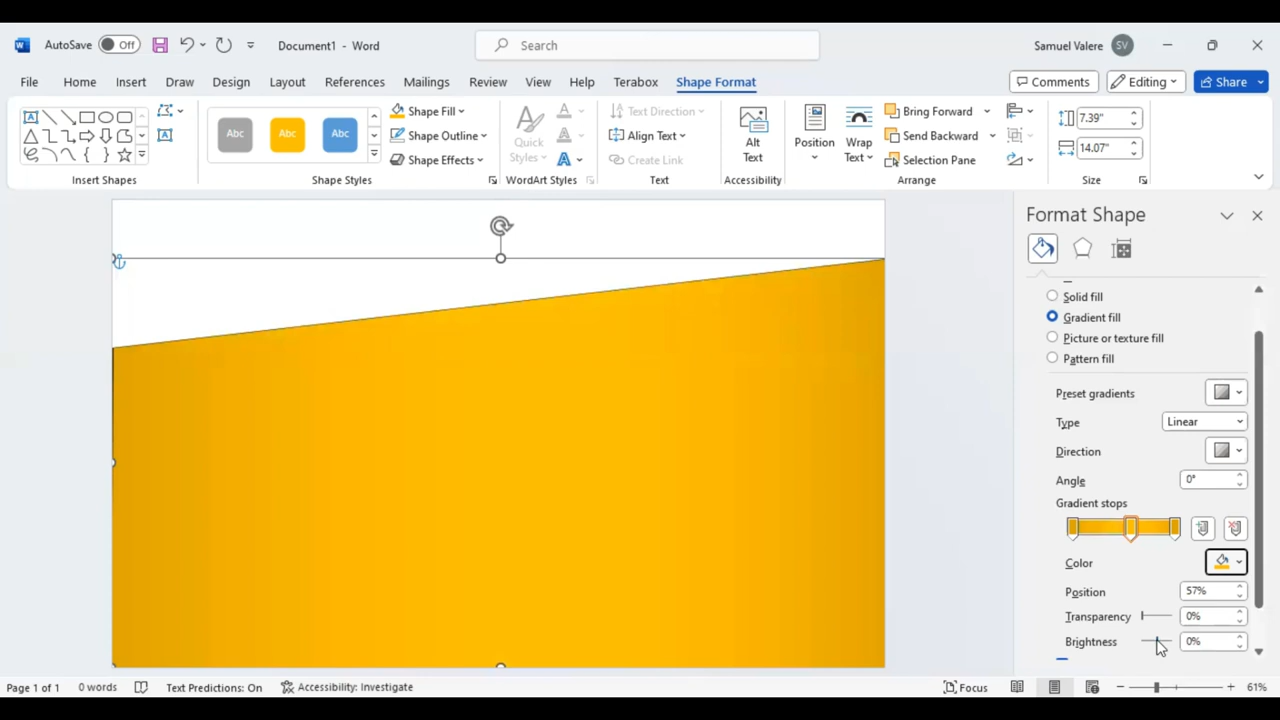 AutoSave Off Document1 - Word Search Samuel Valere SV
File Home Insert Draw Design Layout References Mailings Review View Help Terabox Shape Format Comments Editing Share
Abc Abc Abc
Shape Fill
Shape Outline
Shape Effects
Quick
Styles
Text Direction
Align Text
Create Link
Alt
Text
Position
Wrap
Text
Bring Forward
Send Backward
Selection Pane
7.39"
14.07"
Insert Shapes Shape Styles WordArt Styles Text Accessibility Arrange Size
Format Shape
Solid fill
Gradient fill
Picture or texture fill
Pattern fill
Preset gradients
Type Linear
Direction
Angle 0°
Gradient stops
Color
Position 57%
Transparency 0%
Brightness 0%
Page 1 of 1 0 words Text Predictions: On Accessibility: Investigate Focus 61%